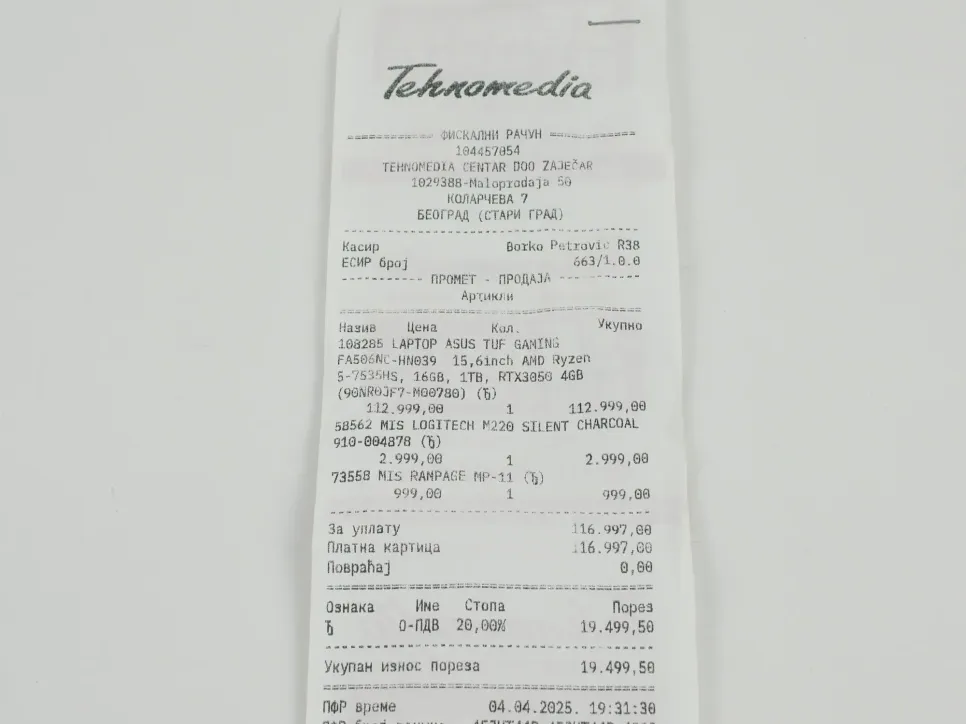 Tehnomedia
============ ФИСКАЛНИ РАЧУН ============
104457054
TEHNOMEDIA CENTAR DOO ZAJEČAR
1029388-Maloprodaja 50
КОЛАРЧЕВА 7
БЕОГРАД (СТАРИ ГРАД)
----------------------------------------
Касир Borko Petrovic R38
ЕСИР број 663/1.0.0
----------- ПРОМЕТ - ПРОДАЈА -----------
Артикли
========================================
Назив Цена Кол. Укупно
108285 LAPTOP ASUS TUF GAMING
FA506NC-HN039 15,6inch AMD Ryzen
5-7535HS, 16GB, 1TB, RTX3050 4GB
(90NR0JF7-M00780) (Ђ)
112.999,00 1 112.999,00
58562 MIS LOGITECH M220 SILENT CHARCOAL
910-004878 (Ђ)
2.999,00 1 2.999,00
73558 MIS RAMPAGE MP-11 (Ђ)
999,00 1 999,00
----------------------------------------
За уплату 116.997,00
Платна картица 116.997,00
Повраћај 0,00
========================================
Ознака Име Стопа Порез
Ђ О-ПДВ 20,00% 19.499,50
----------------------------------------
Укупан износ пореза 19.499,50
========================================
ПФР време 04.04.2025. 19:31:30